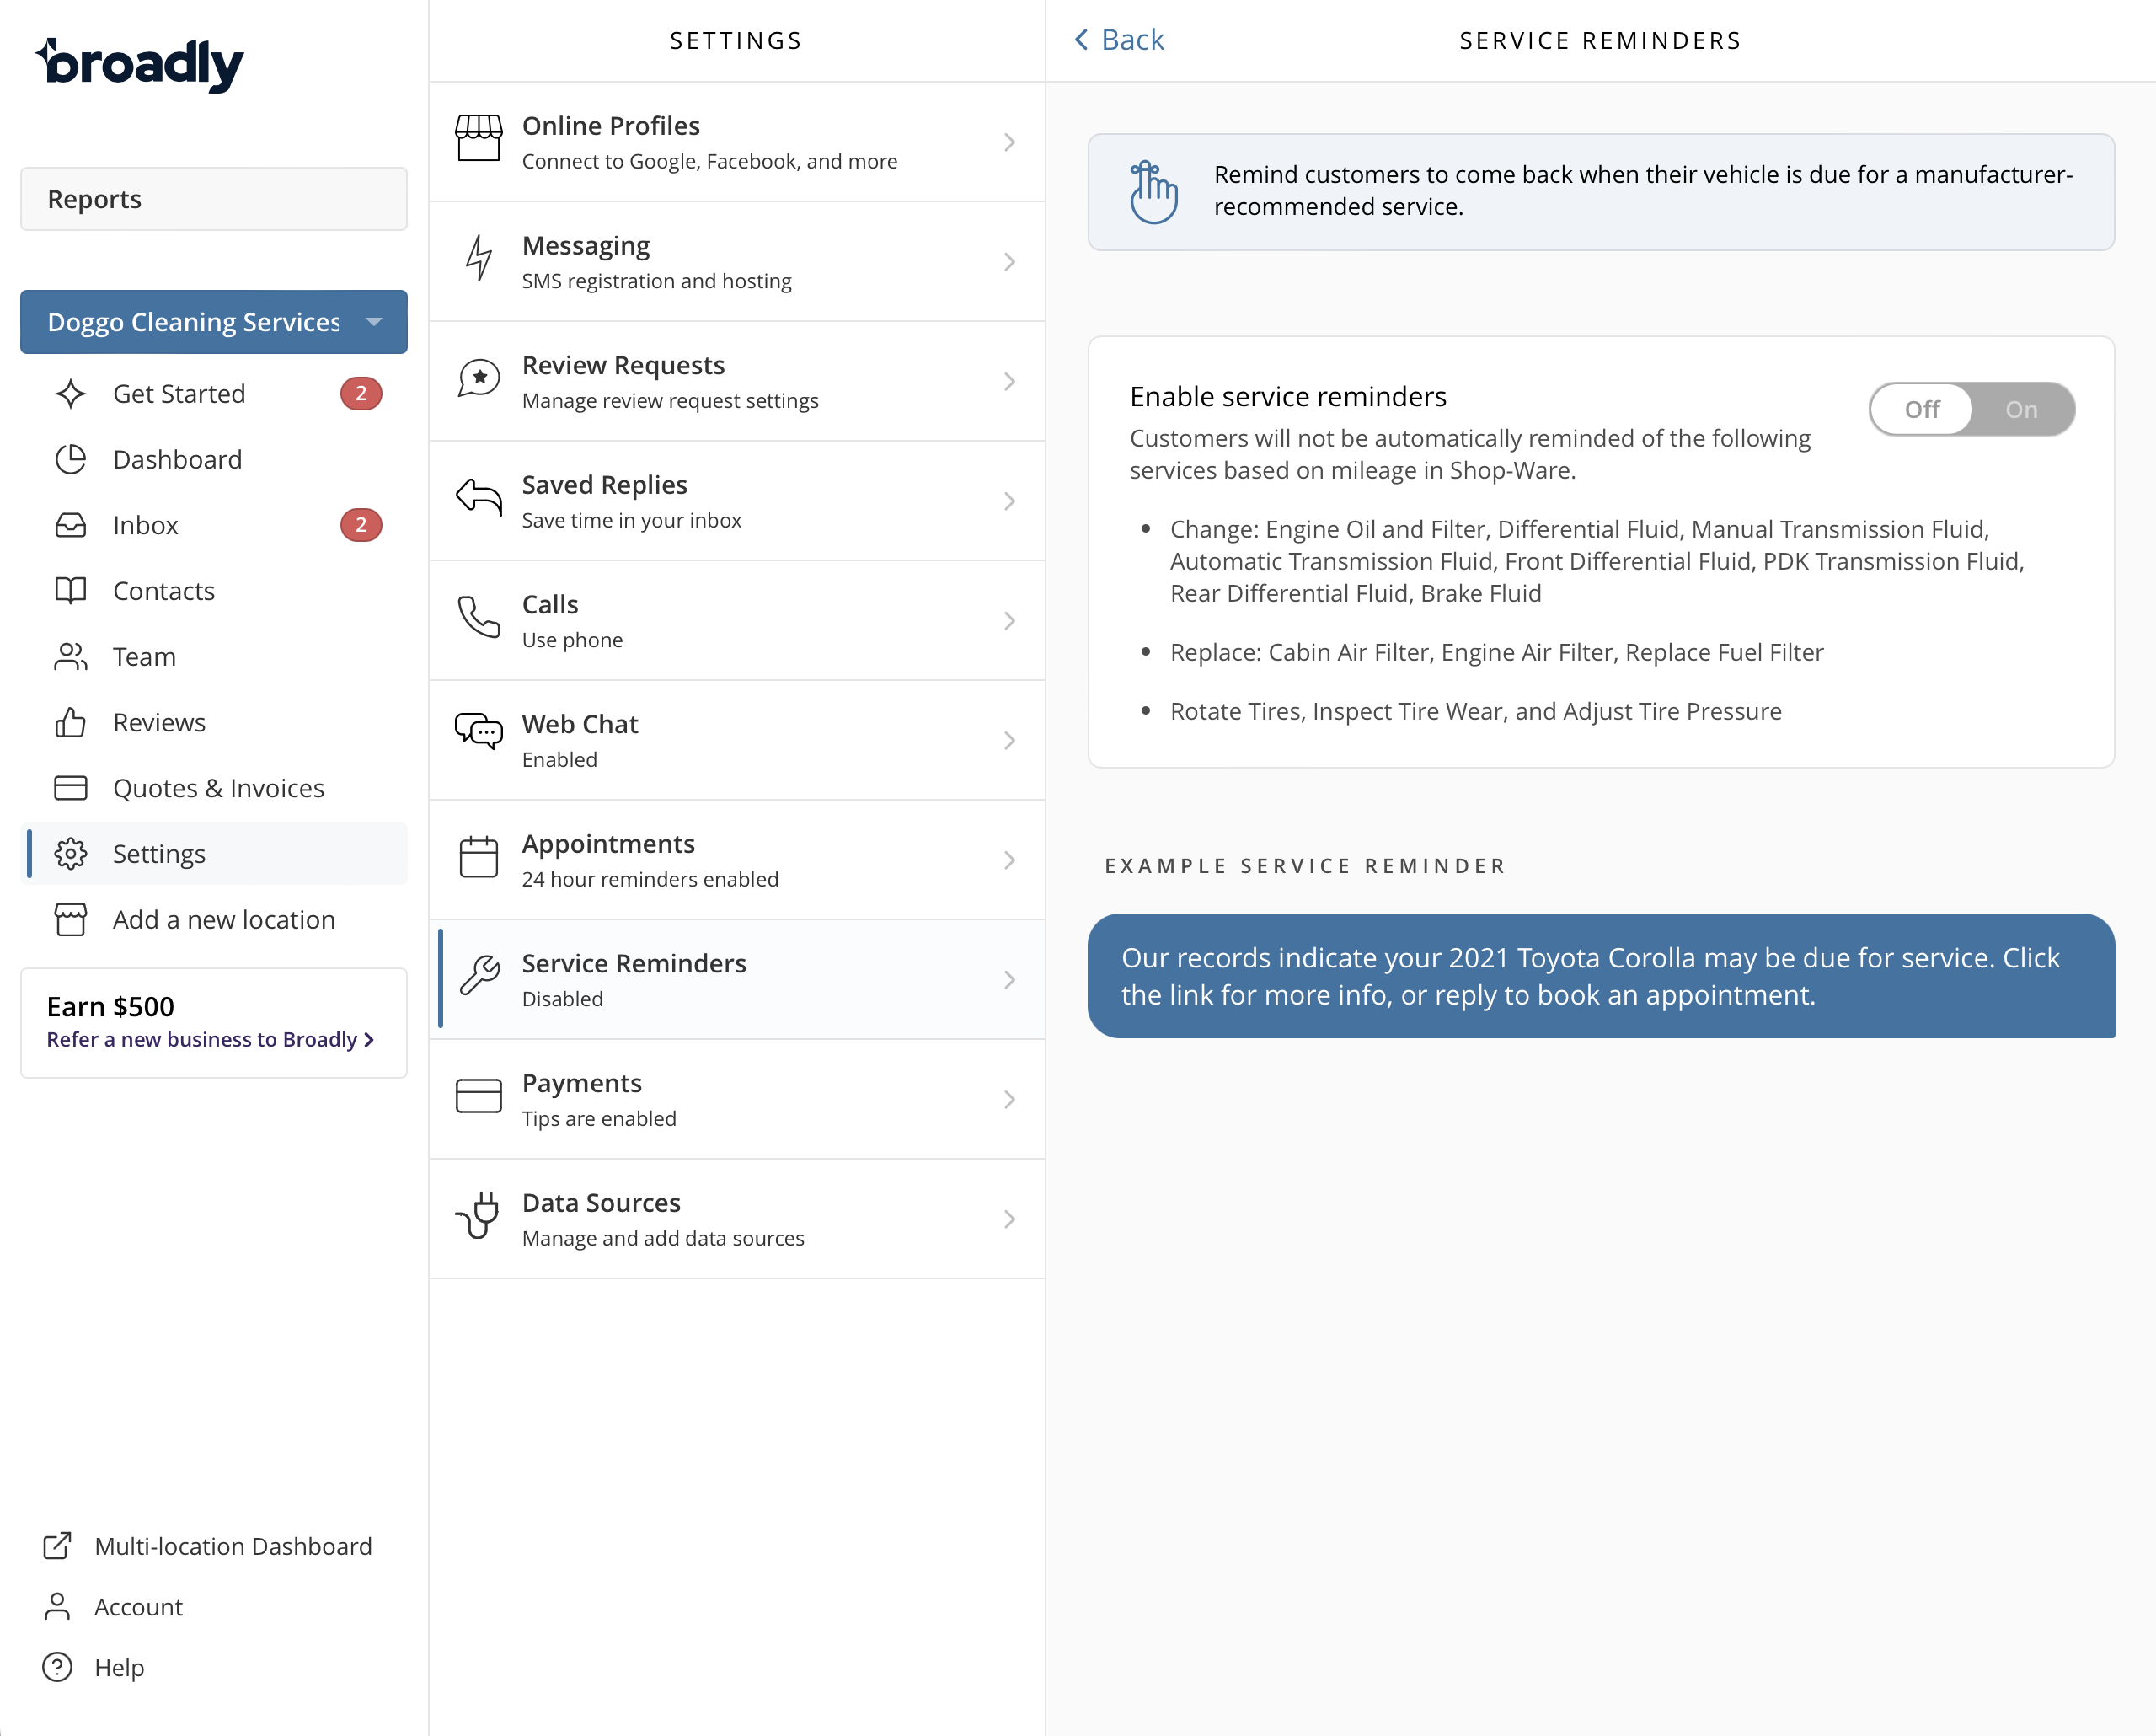 broadly
Reports
Doggo Cleaning Services
Get Started
2
Dashboard
Inbox
2
Contacts
Team
Reviews
Quotes & Invoices
Settings
Add a new location
Earn $500
Refer a new business to Broadly
Multi-location Dashboard
Account
Help
SETTINGS
Online Profiles
Connect to Google, Facebook, and more
Messaging
SMS registration and hosting
Review Requests
Manage review request settings
Saved Replies
Save time in your inbox
Calls
Use phone
Web Chat
Enabled
Appointments
24 hour reminders enabled
Service Reminders
Disabled
Payments
Tips are enabled
Data Sources
Manage and add data sources
Back
SERVICE REMINDERS
Remind customers to come back when their vehicle is due for a manufacturer-
recommended service.
Enable service reminders
Off On
Customers will not be automatically reminded of the following
services based on mileage in Shop-Ware.
• Change: Engine Oil and Filter, Differential Fluid, Manual Transmission Fluid,
Automatic Transmission Fluid, Front Differential Fluid, PDK Transmission Fluid,
Rear Differential Fluid, Brake Fluid
• Replace: Cabin Air Filter, Engine Air Filter, Replace Fuel Filter
• Rotate Tires, Inspect Tire Wear, and Adjust Tire Pressure
EXAMPLE SERVICE REMINDER
Our records indicate your 2021 Toyota Corolla may be due for service. Click
the link for more info, or reply to book an appointment.